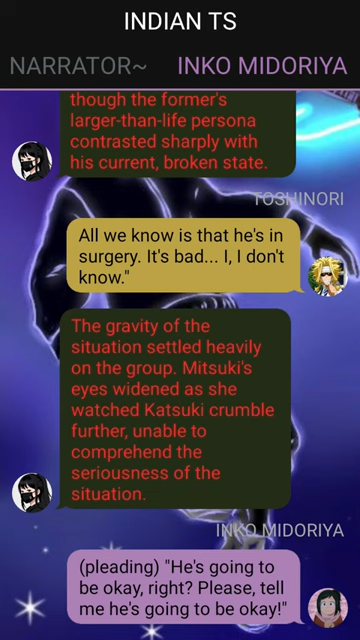 INDIAN TS
NARRATOR~ INKO MIDORIYA
though the former's
larger-than-life persona
contrasted sharply with
his current, broken state.
TOSHINORI
All we know is that he's in
surgery. It's bad... I, I don't
know."
The gravity of the
situation settled heavily
on the group. Mitsuki's
eyes widened as she
watched Katsuki crumble
further, unable to
comprehend the
seriousness of the
situation.
INKO MIDORIYA
(pleading) "He's going to
be okay, right? Please, tell
me he's going to be okay!"